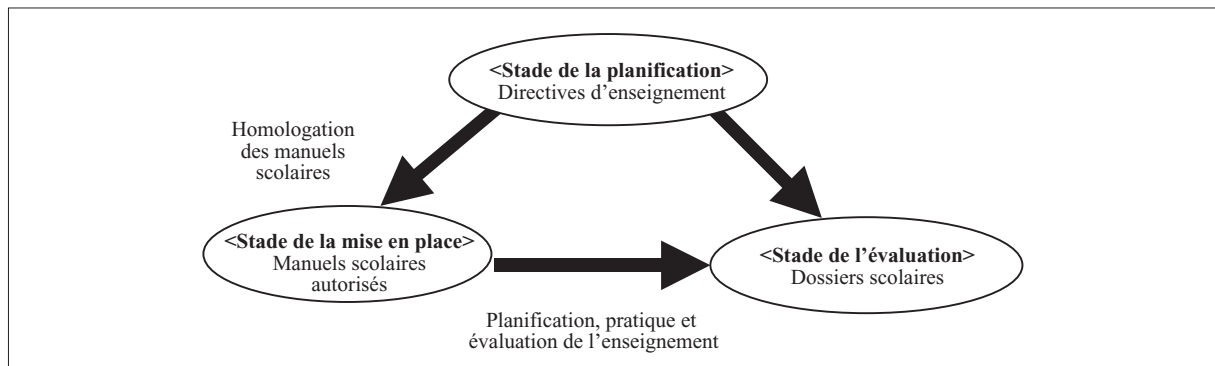 <Stade de la planification>
Directives d’enseignement
Homologation
des manuels
scolaires
<Stade de la mise en place>
Manuels scolaires
autorisés
<Stade de l’évaluation>
Dossiers scolaires
Planification, pratique et
évaluation de l’enseignement